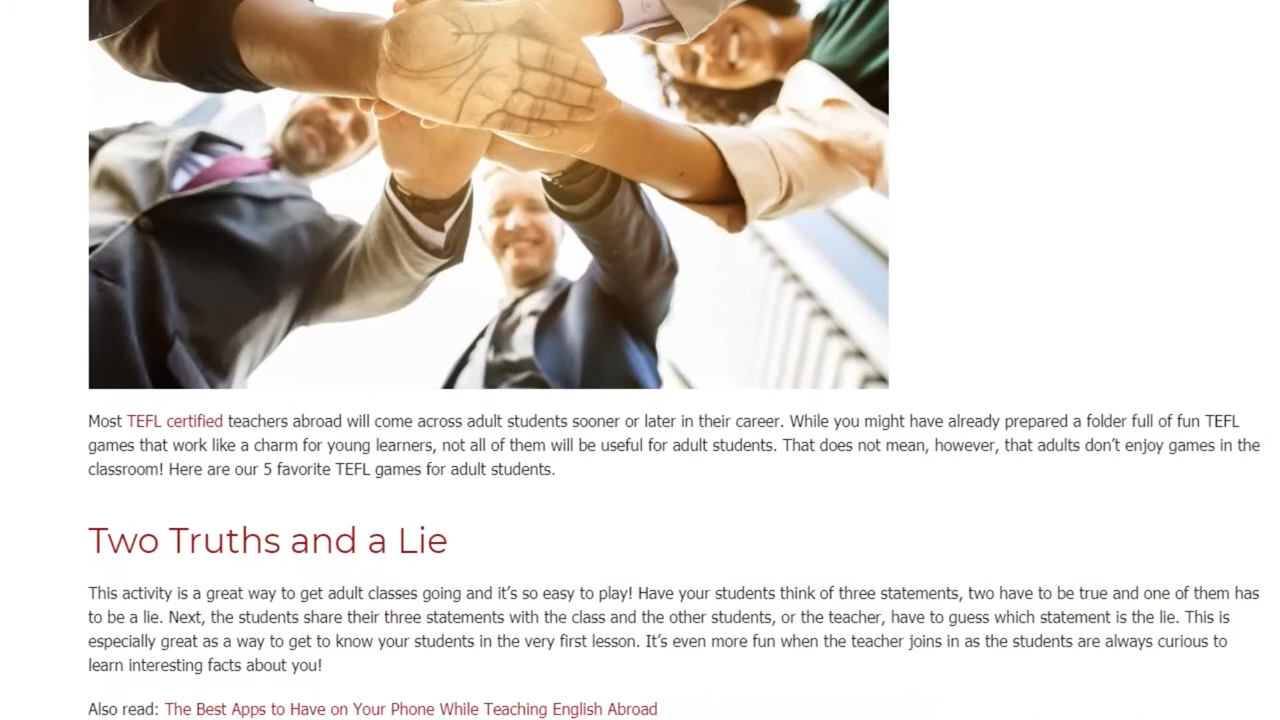 Most TEFL certified teachers abroad will come across adult students sooner or later in their career. While you might have already prepared a folder full of fun TEFL
games that work like a charm for young learners, not all of them will be useful for adult students. That does not mean, however, that adults don’t enjoy games in the
classroom! Here are our 5 favorite TEFL games for adult students.
Two Truths and a Lie
This activity is a great way to get adult classes going and it’s so easy to play! Have your students think of three statements, two have to be true and one of them has
to be a lie. Next, the students share their three statements with the class and the other students, or the teacher, have to guess which statement is the lie. This is
especially great as a way to get to know your students in the very first lesson. It’s even more fun when the teacher joins in as the students are always curious to
learn interesting facts about you!
Also read: The Best Apps to Have on Your Phone While Teaching English Abroad